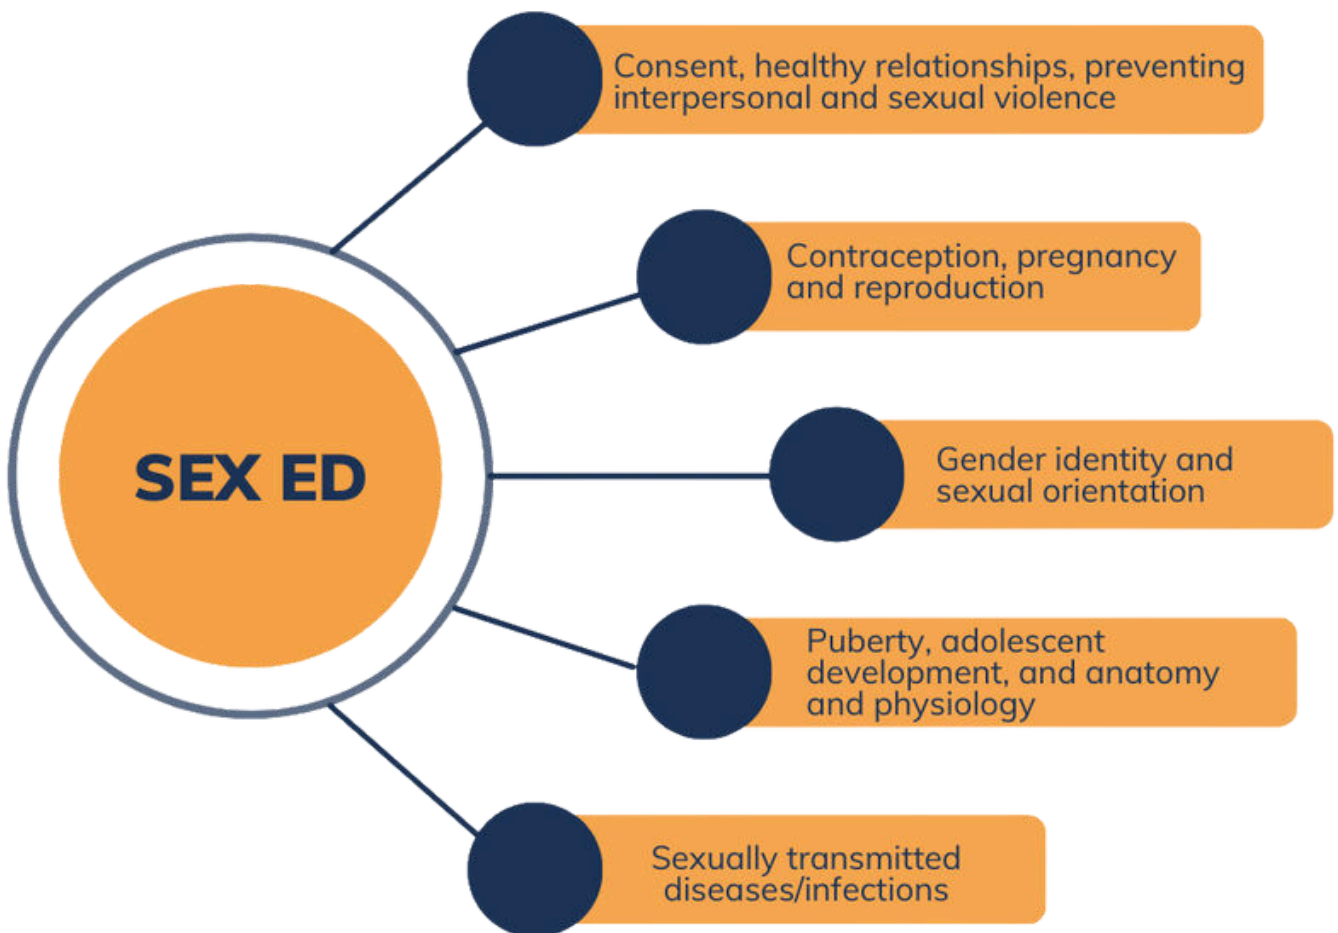 Consent, healthy relationships, preventing
interpersonal and sexual violence
Contraception, pregnancy
and reproduction
SEX ED
Gender identity and
sexual orientation
Puberty, adolescent
development, and anatomy
and physiology
Sexually transmitted
diseases/infections